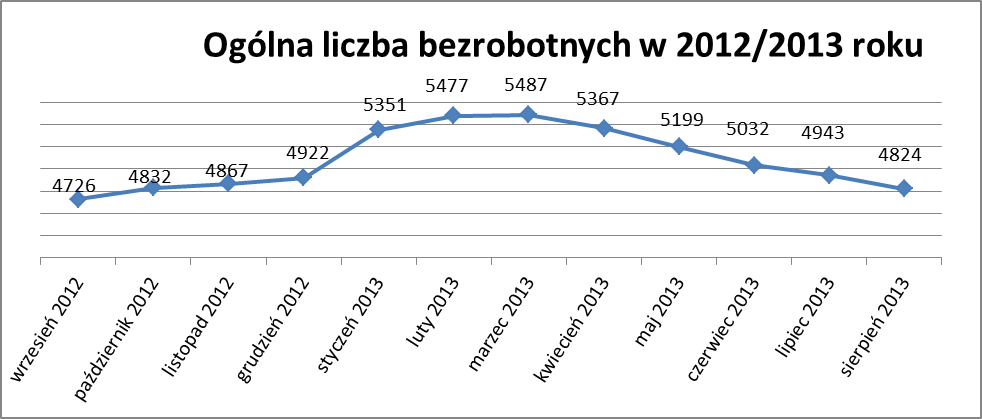 Ogólna liczba bezrobotnych w 2012/2013 roku
4726
4832
4867
4922
5351
5477
5487
5367
5199
5032
4943
4824
wrzesień 2012
październik 2012
listopad 2012
grudzień 2012
styczeń 2013
luty 2013
marzec 2013
kwiecień 2013
maj 2013
czerwiec 2013
lipiec 2013
sierpień 2013